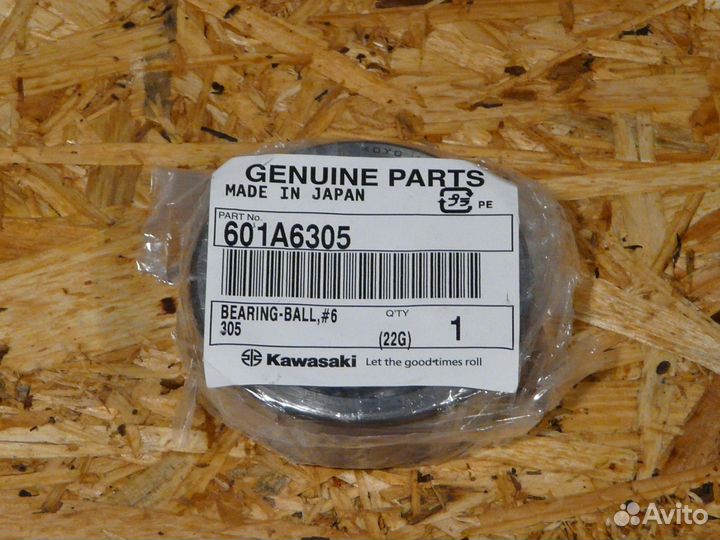 KOYO
GENUINE PARTS
MADE IN JAPAN
PE
PART No.
601A6305
BEARING-BALL,#6
305
Q'TY
(22G)
1
Kawasaki
Let the good times roll
Avito